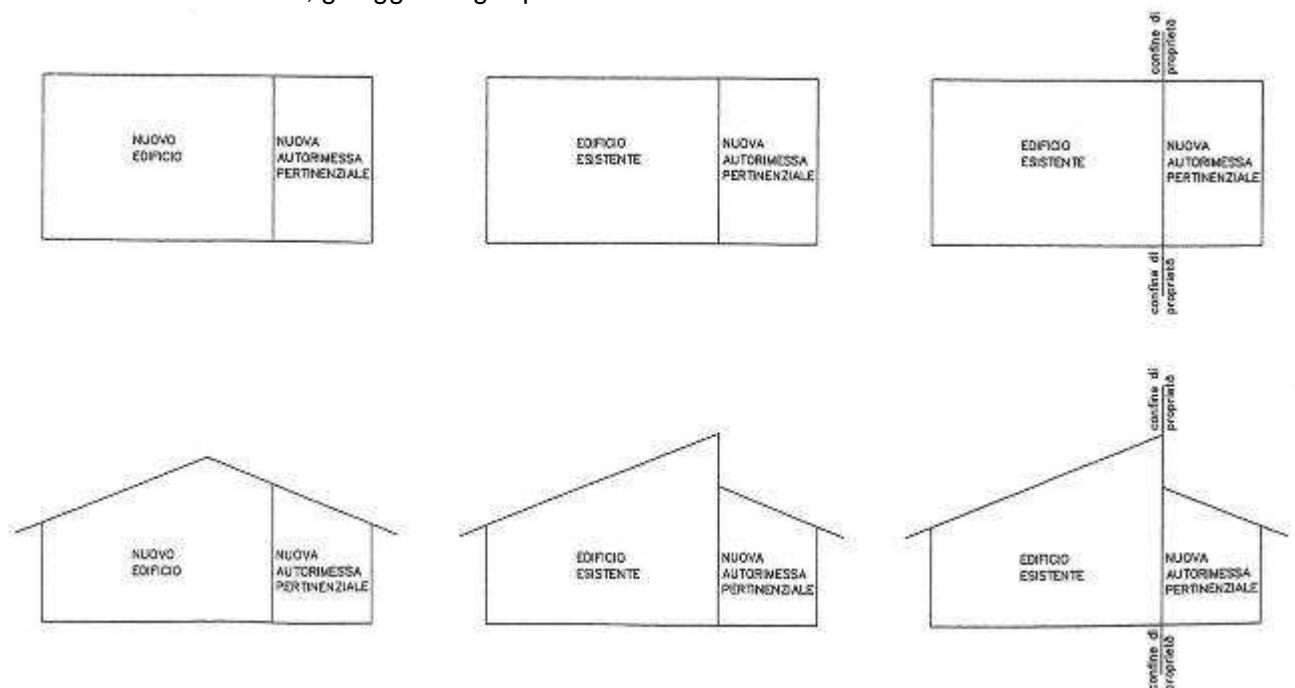 confine di
proprietà
NUOVO
EDIFICIO
NUOVA
AUTORIMESSA
PERTINENZIALE
EDIFICIO
ESISTENTE
NUOVA
AUTORIMESSA
PERTINENZIALE
EDIFICIO
ESISTENTE
NUOVA
AUTORIMESSA
PERTINENZIALE
confine di
proprietà
confine di
proprietà
NUOVO
EDIFICIO
NUOVA
AUTORIMESSA
PERTINENZIALE
EDIFICIO
ESISTENTE
NUOVA
AUTORIMESSA
PERTINENZIALE
EDIFICIO
ESISTENTE
NUOVA
AUTORIMESSA
PERTINENZIALE
confine di
proprietà